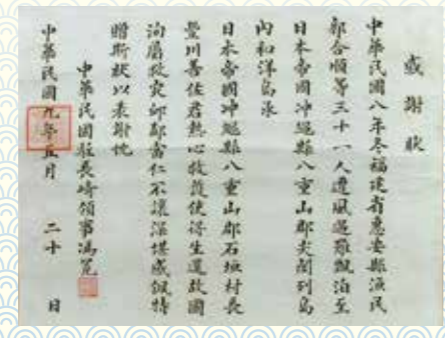 感謝狀
中華民國八年冬福建省惠安縣漁民
郭合順等三十一人遭風遇難飄泊至
日本帝國沖繩縣八重山郡尖閣列島
內和洋島承
日本帝國沖繩縣八重山郡石垣村長
豐川善佐君熱心救護使得生還故國
洵屬救災卹鄰當仁不讓深堪感佩特
贈斯狀以表謝忱
中華民國駐長崎領事馮冕
中華民國九年五月二十日